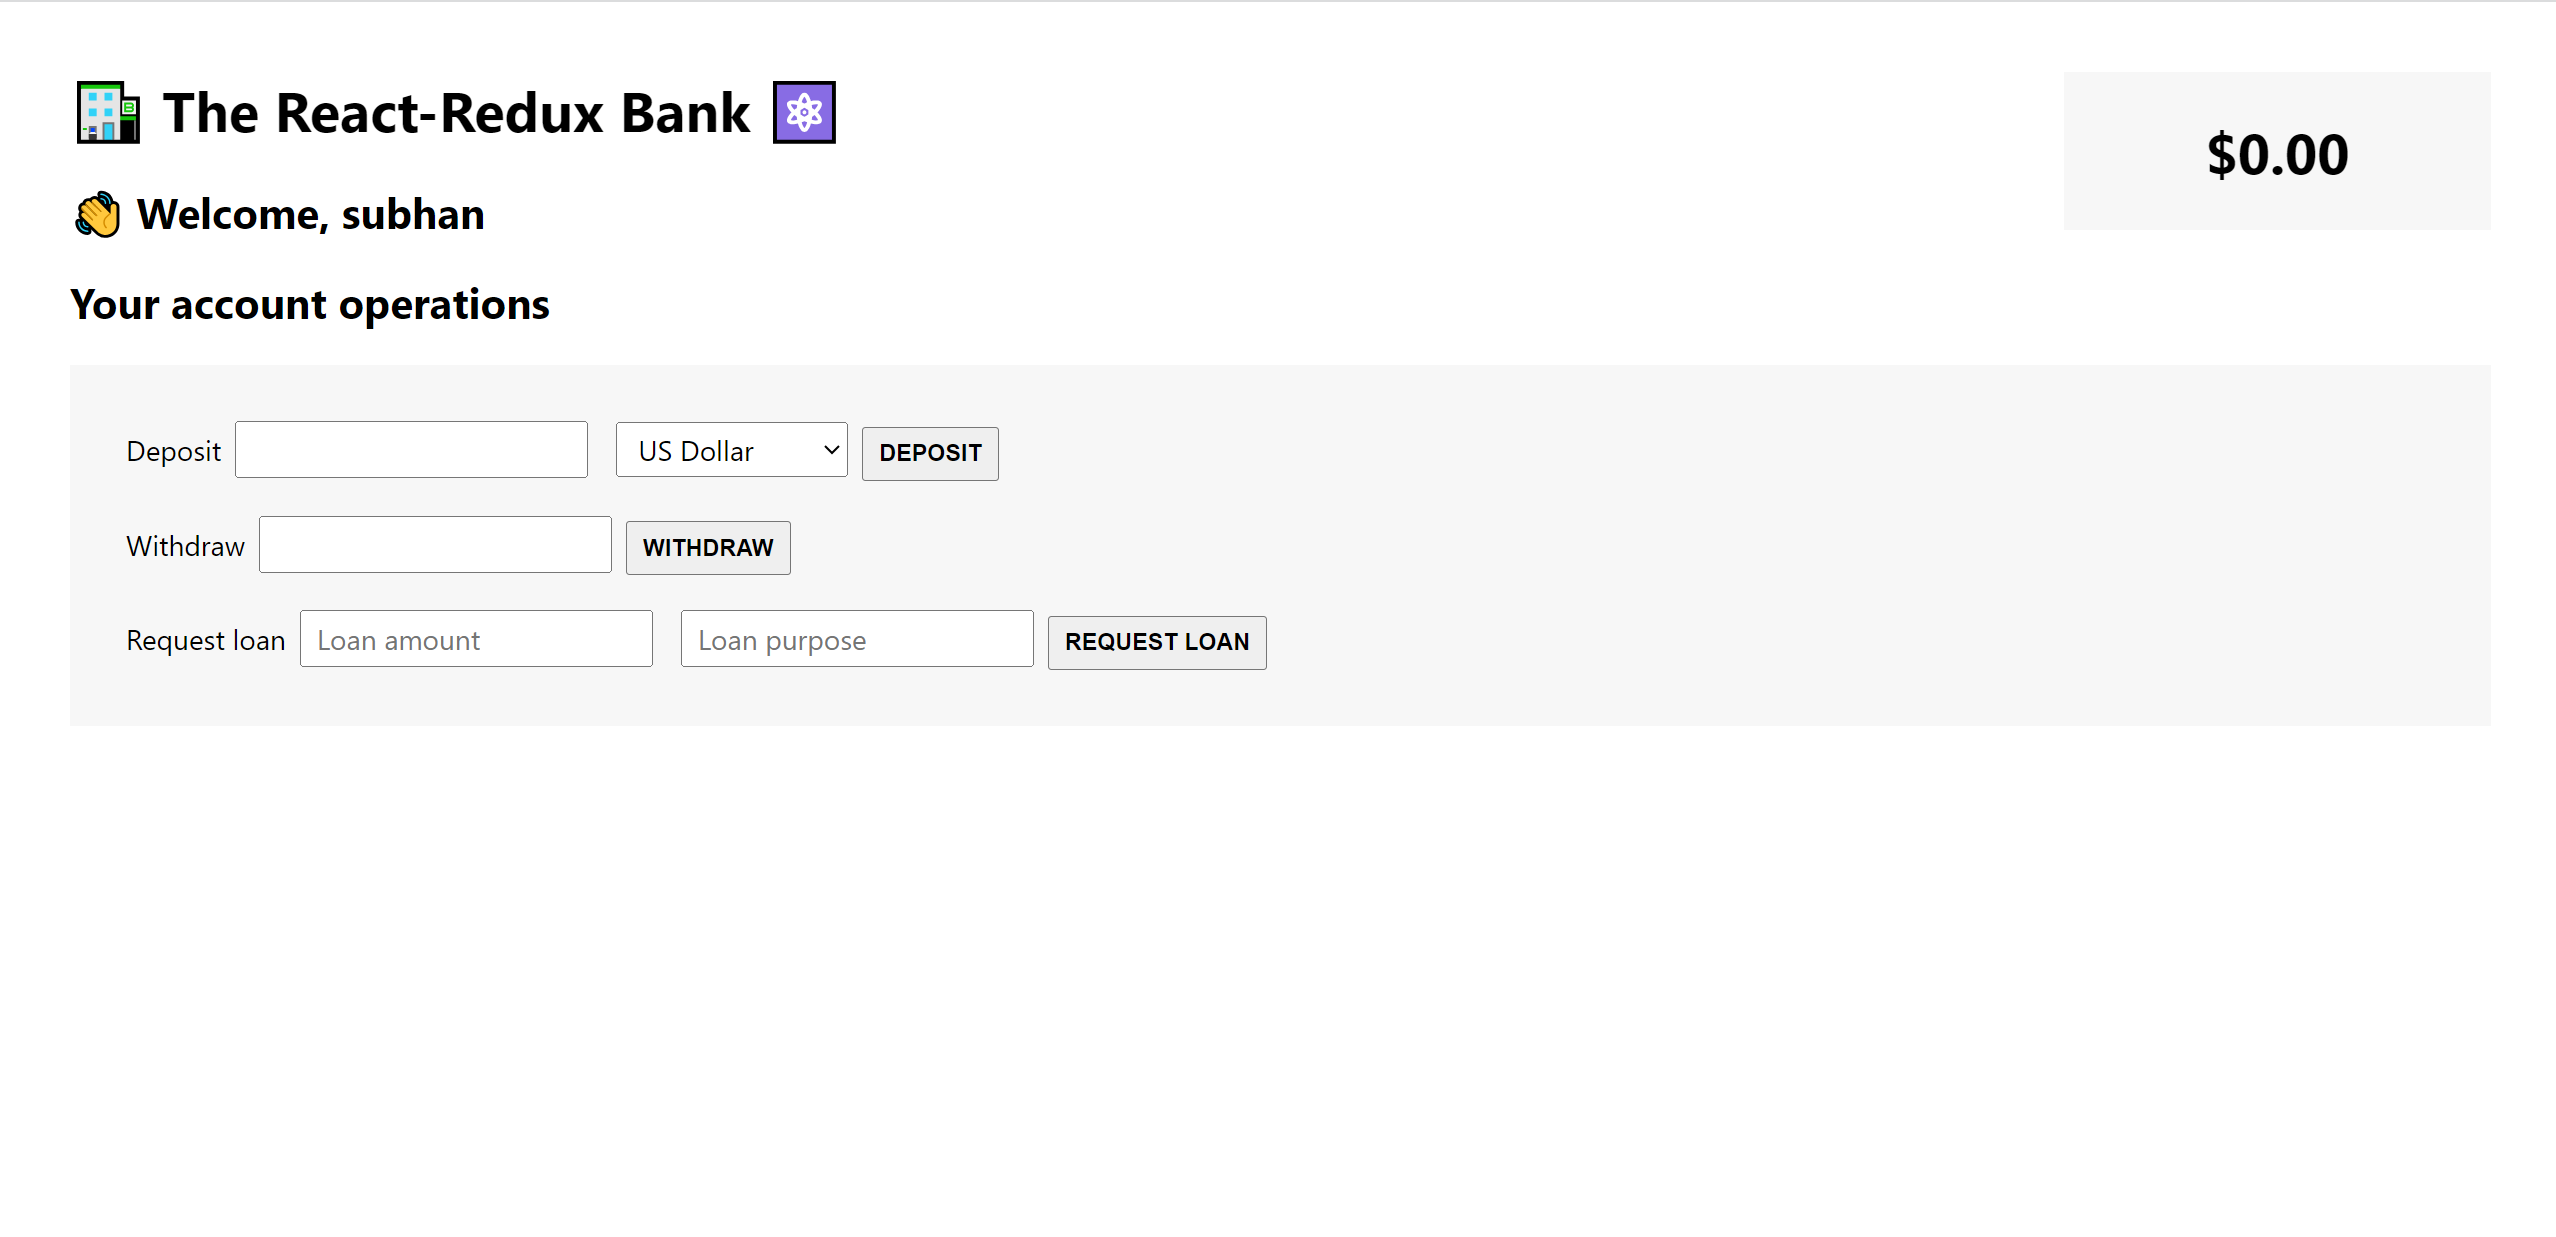 The React-Redux Bank
$0.00
Welcome, subhan
Your account operations
Deposit US Dollar DEPOSIT
Withdraw WITHDRAW
Request loan Loan amount Loan purpose REQUEST LOAN